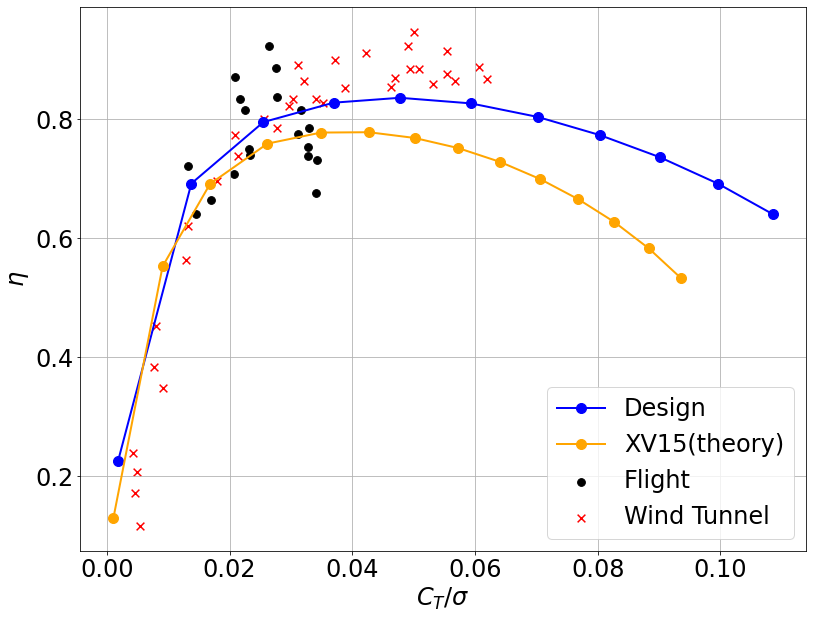 0.8
0.6
0.4
0.2
η
0.00 0.02 0.04 0.06 0.08 0.10
C_T/σ
Design
XV15(theory)
Flight
Wind Tunnel